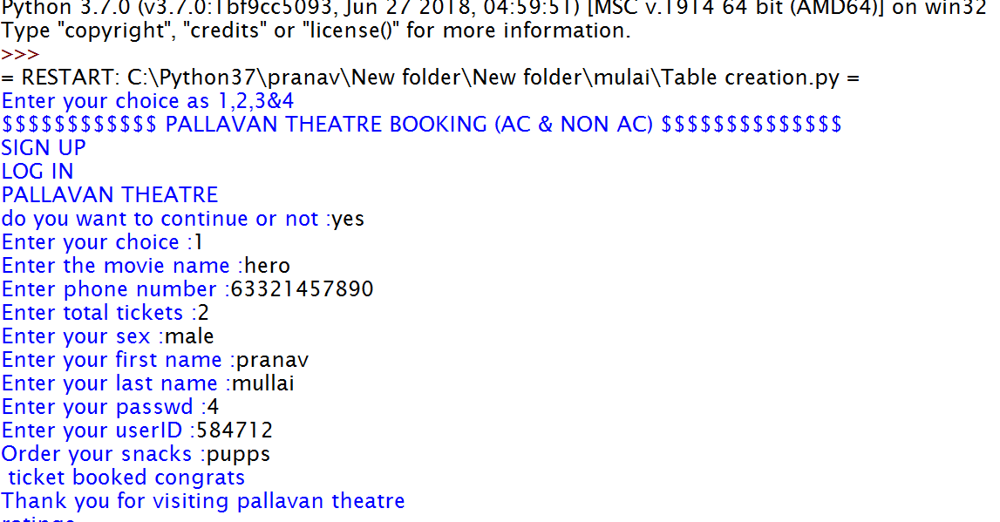 Python 3.7.0 (v3.7.0:1bf9cc5093, Jun 27 2018, 04:59:51) [MSC v.1914 64 bit (AMD64)] on win32
Type "copyright", "credits" or "license()" for more information.
>>>
= RESTART: C:\Python37\pranav\New folder\New folder\mulai\Table creation.py =
Enter your choice as 1,2,3&4
$$$$$$$$$$$$ PALLAVAN THEATRE BOOKING (AC & NON AC) $$$$$$$$$$$$$$
SIGN UP
LOG IN
PALLAVAN THEATRE
do you want to continue or not :yes
Enter your choice :1
Enter the movie name :hero
Enter phone number :63321457890
Enter total tickets :2
Enter your sex :male
Enter your first name :pranav
Enter your last name :mullai
Enter your passwd :4
Enter your userID :584712
Order your snacks :pupps
ticket booked congrats
Thank you for visiting pallavan theatre
ratings